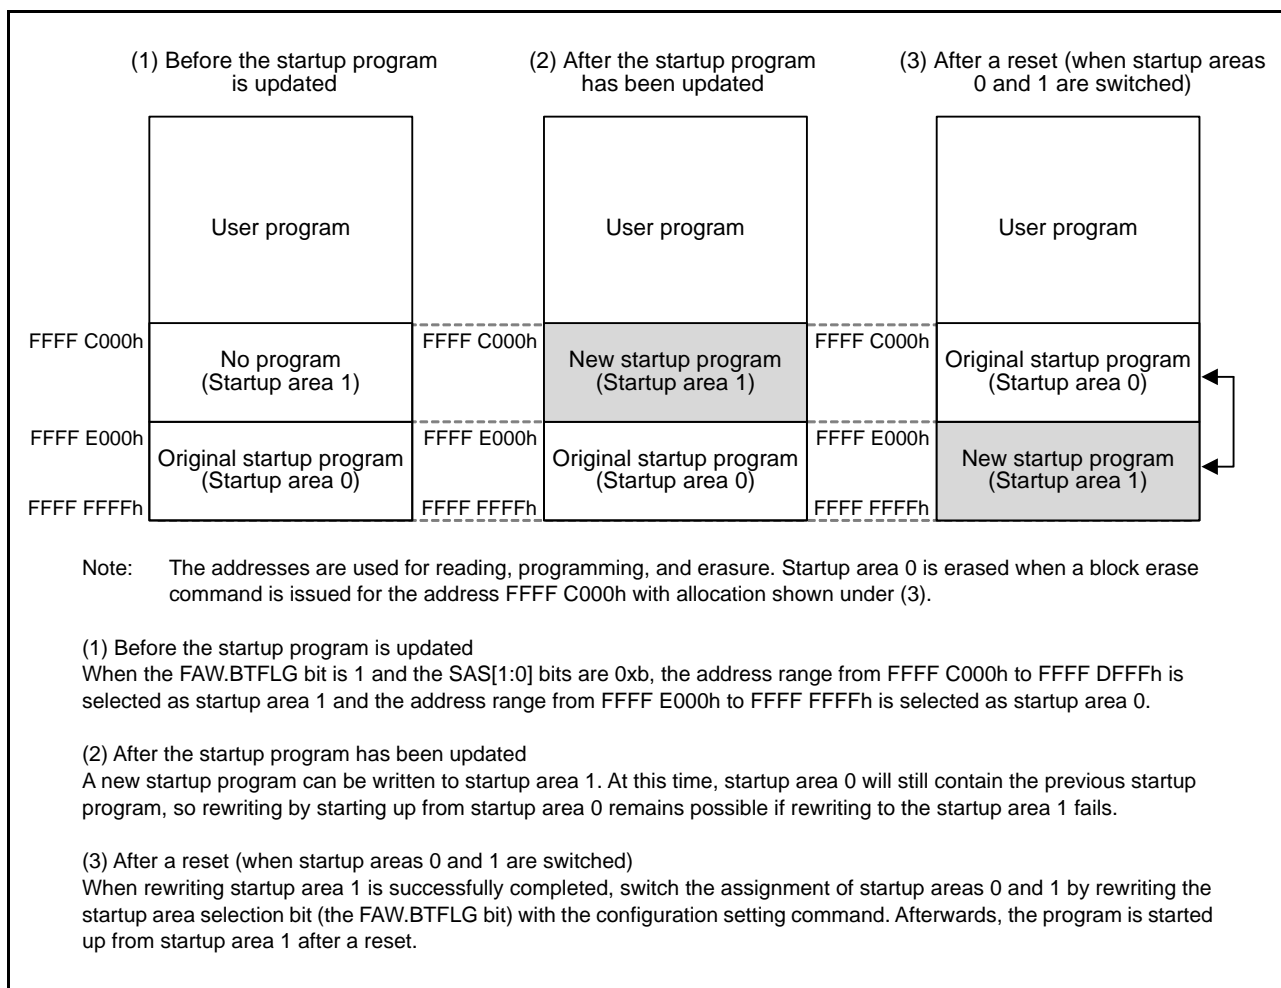 (1) Before the startup program
is updated
(2) After the startup program
has been updated
(3) After a reset (when startup areas
0 and 1 are switched)
User program
User program
User program
FFFF C000h
No program
(Startup area 1)
FFFF C000h
New startup program
(Startup area 1)
FFFF C000h
Original startup program
(Startup area 0)
FFFF E000h
Original startup program
(Startup area 0)
FFFF E000h
Original startup program
(Startup area 0)
FFFF E000h
New startup program
(Startup area 1)
FFFF FFFFh
FFFF FFFFh
FFFF FFFFh
Note: The addresses are used for reading, programming, and erasure. Startup area 0 is erased when a block erase
command is issued for the address FFFF C000h with allocation shown under (3).
(1) Before the startup program is updated
When the FAW.BTFLG bit is 1 and the SAS[1:0] bits are 0xb, the address range from FFFF C000h to FFFF DFFFh is
selected as startup area 1 and the address range from FFFF E000h to FFFF FFFFh is selected as startup area 0.
(2) After the startup program has been updated
A new startup program can be written to startup area 1. At this time, startup area 0 will still contain the previous startup
program, so rewriting by starting up from startup area 0 remains possible if rewriting to the startup area 1 fails.
(3) After a reset (when startup areas 0 and 1 are switched)
When rewriting startup area 1 is successfully completed, switch the assignment of startup areas 0 and 1 by rewriting the
startup area selection bit (the FAW.BTFLG bit) with the configuration setting command. Afterwards, the program is started
up from startup area 1 after a reset.